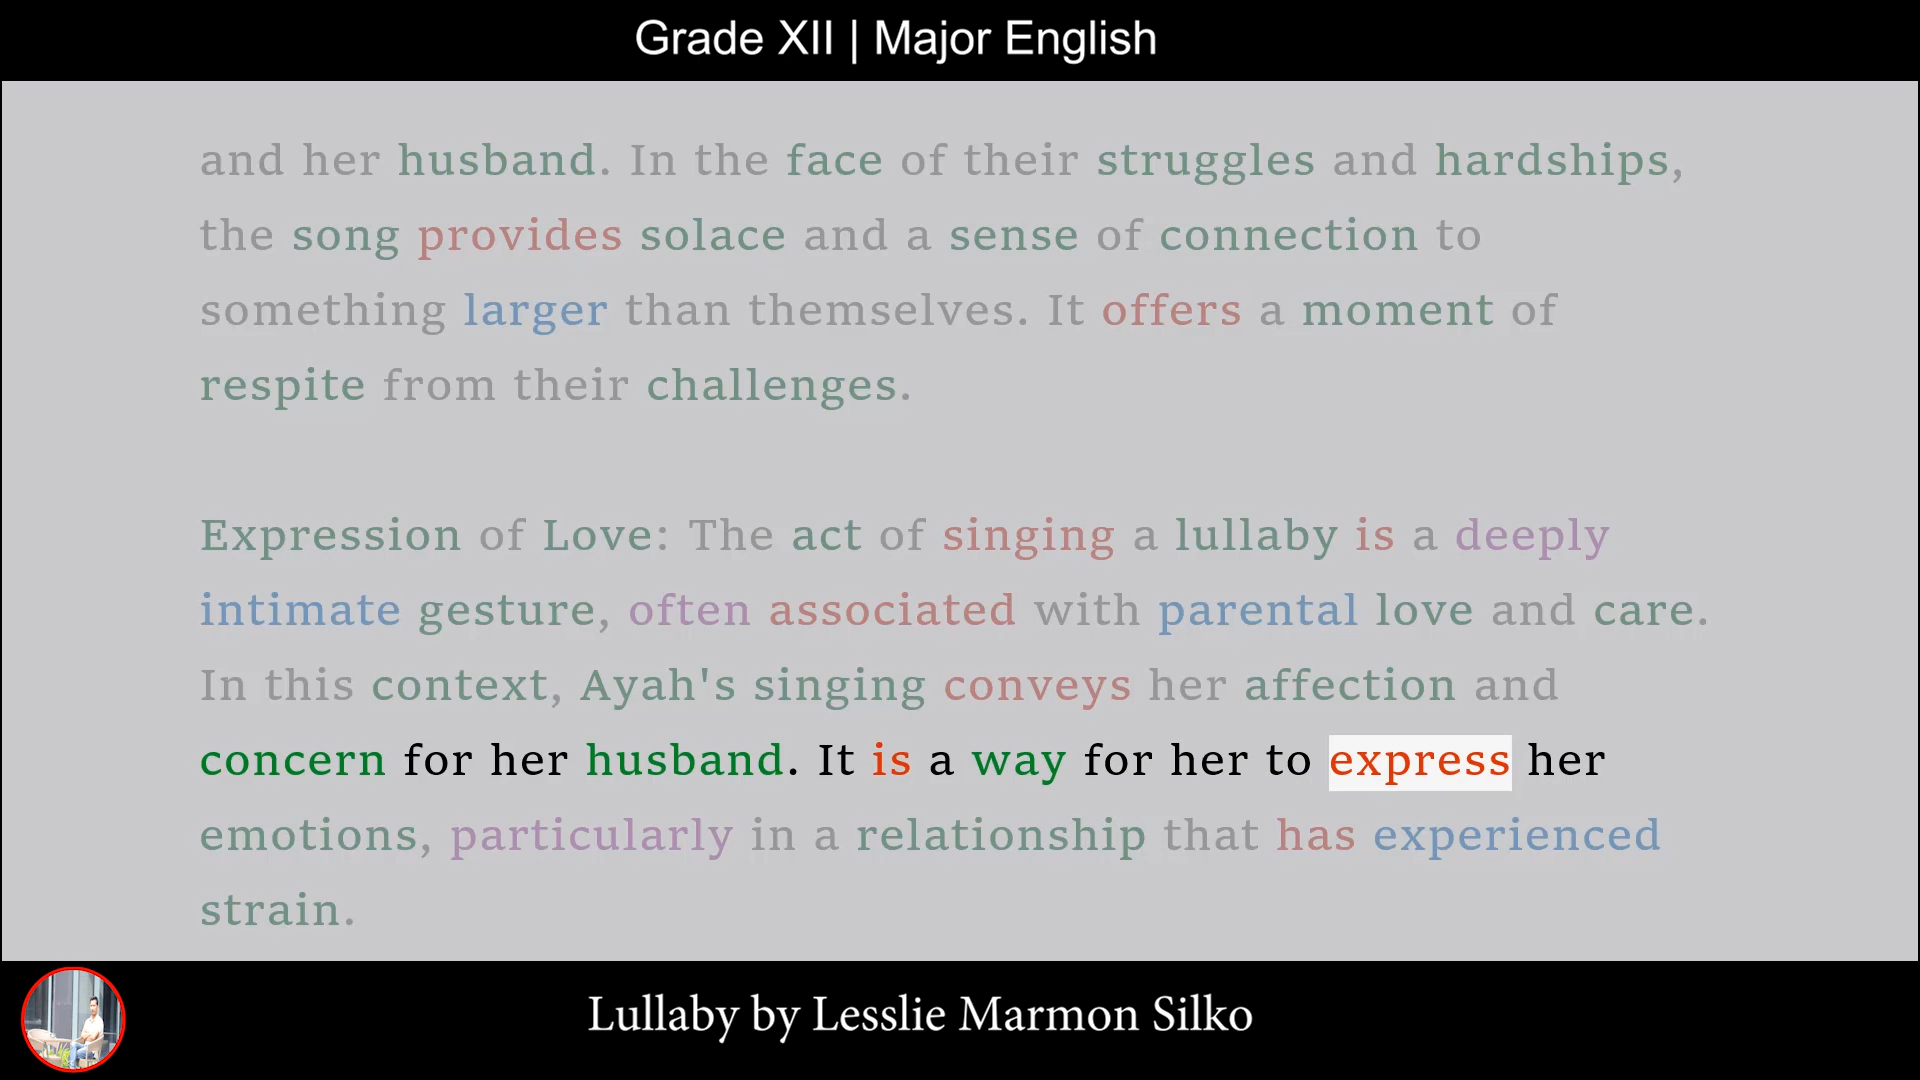 Grade XII | Major English
and her husband. In the face of their struggles and hardships,
the song provides solace and a sense of connection to
something larger than themselves. It offers a moment of
respite from their challenges.
Expression of Love: The act of singing a lullaby is a deeply
intimate gesture, often associated with parental love and care.
In this context, Ayah's singing conveys her affection and
concern for her husband. It is a way for her to express her
emotions, particularly in a relationship that has experienced
strain.
Lullaby by Lesslie Marmon Silko